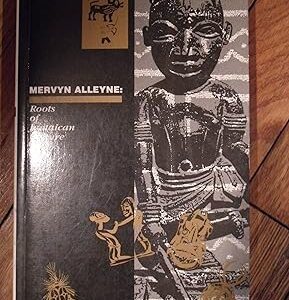 MERVYN ALLEYNE:
Roots
of
Jamaican
Culture